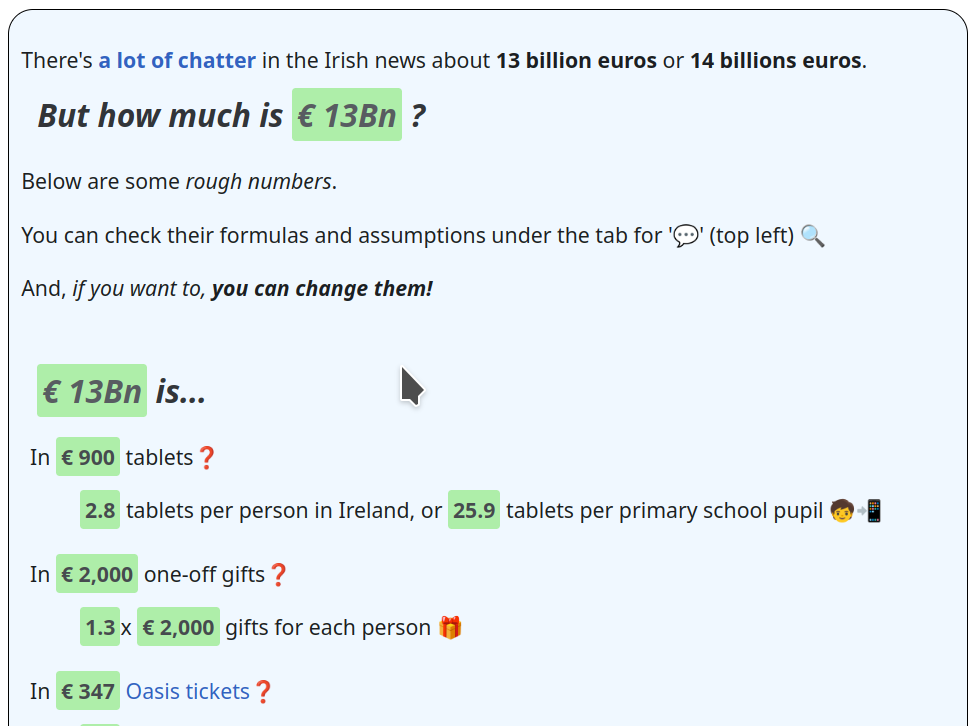 There's a lot of chatter in the Irish news about 13 billion euros or 14 billions euros.
But how much is € 13Bn ?
Below are some rough numbers.
You can check their formulas and assumptions under the tab for '💬' (top left) 🔍
And, if you want to, you can change them!
€ 13Bn is...
In € 900 tablets❓
2.8 tablets per person in Ireland, or 25.9 tablets per primary school pupil 🧒📲
In € 2,000 one-off gifts❓
1.3 x € 2,000 gifts for each person 🎁
In € 347 Oasis tickets❓